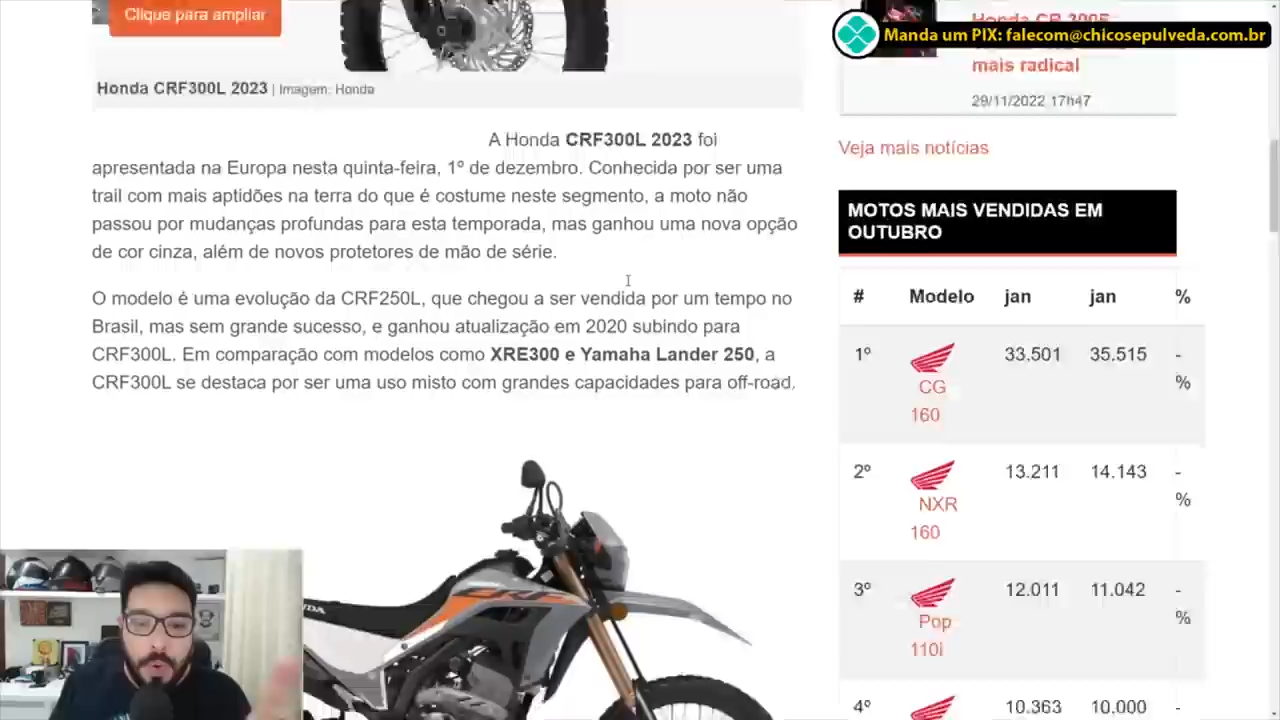 Clique para ampliar
Honda CRF300L 2023 | Imagem: Honda
A Honda CRF300L 2023 foi
apresentada na Europa nesta quinta-feira, 1º de dezembro. Conhecida por ser uma
trail com mais aptidões na terra do que é costume neste segmento, a moto não
passou por mudanças profundas para esta temporada, mas ganhou uma nova opção
de cor cinza, além de novos protetores de mão de série.
O modelo é uma evolução da CRF250L, que chegou a ser vendida por um tempo no
Brasil, mas sem grande sucesso, e ganhou atualização em 2020 subindo para
CRF300L. Em comparação com modelos como XRE300 e Yamaha Lander 250, a
CRF300L se destaca por ser uma uso misto com grandes capacidades para off-road.
Honda CB 300F
Manda um PIX: falecom@chicosepulveda.com.br
mais radical
29/11/2022 17h47
Veja mais notícias
MOTOS MAIS VENDIDAS EM
OUTUBRO
# Modelo jan jan %
1º CG 160 33.501 35.515 - %
2º NXR 160 13.211 14.143 - %
3º Pop 110i 12.011 11.042 - %
4º 10.363 10.000 -
CRF